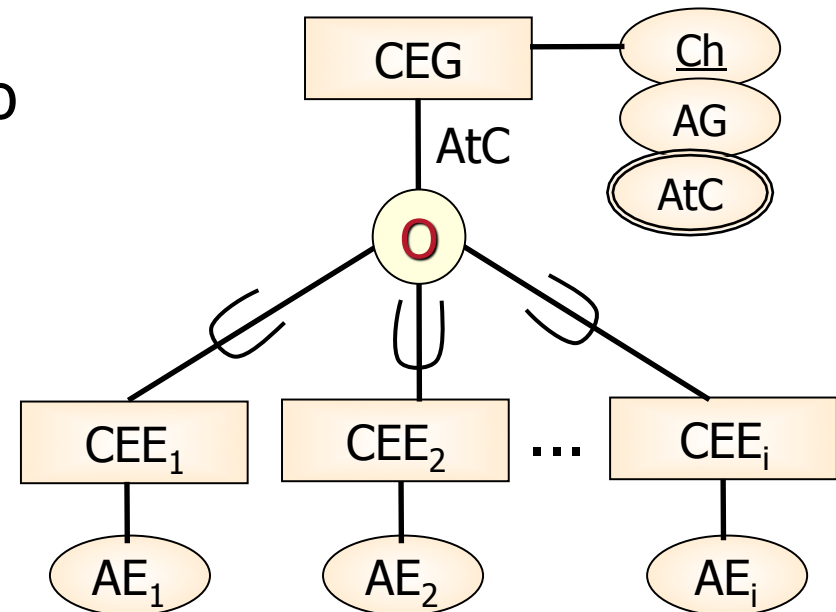 CEG
Ch
AG
AtC
AtC
O
CEE₁
CEE₂
...
CEEᵢ
AE₁
AE₂
AEᵢ